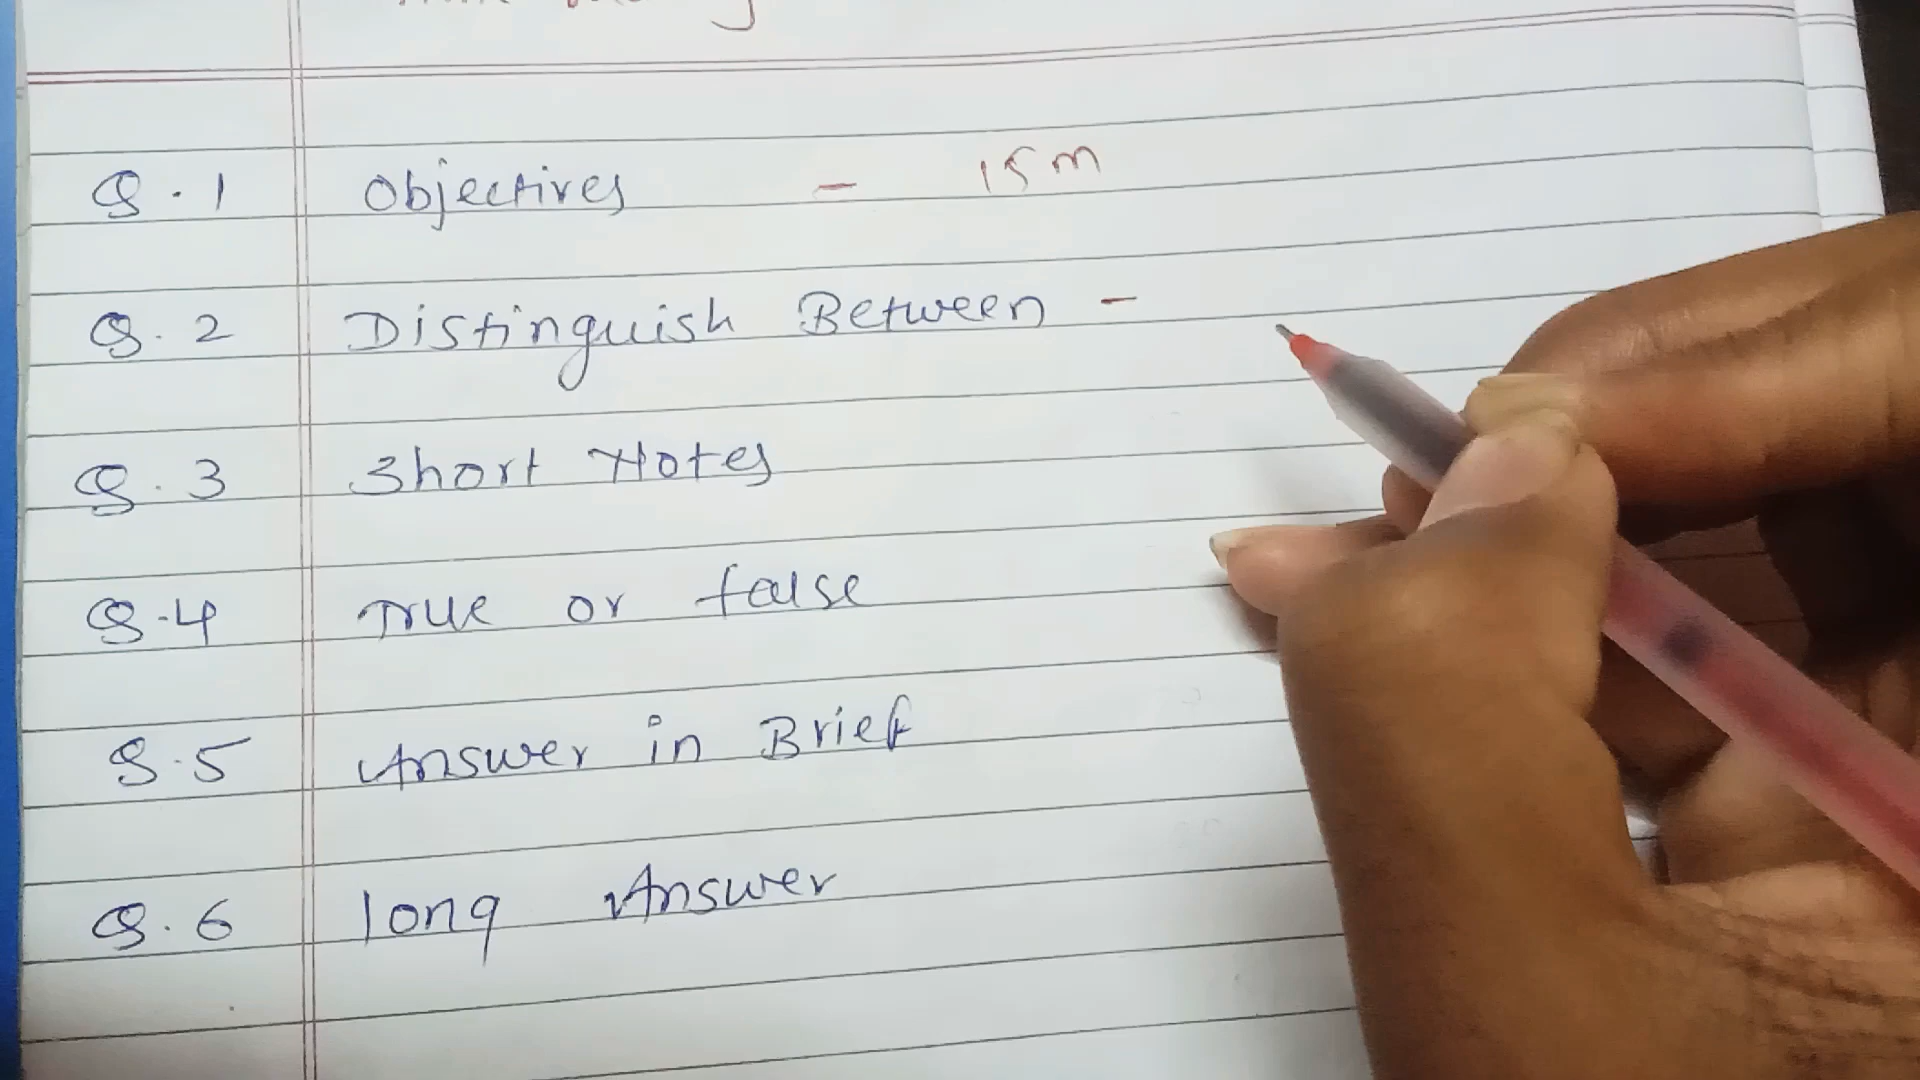 Q.1 Objectives - 15m
Q.2 Distinguish Between -
Q.3 Short Notes
Q.4 True or false
Q.5 Answer in Brief
Q.6 long Answer